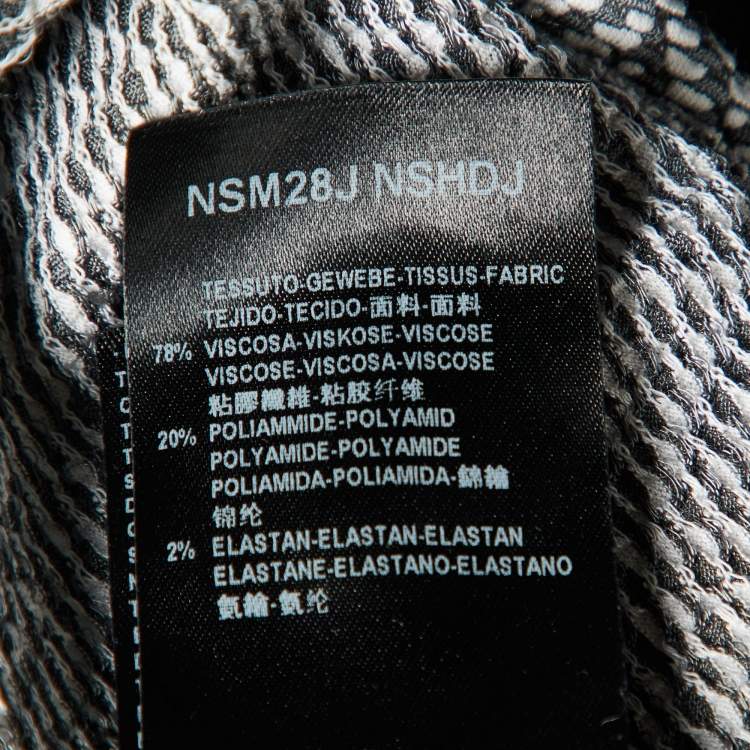 NSM28J NSHDJ
TESSUTO-GEWEBE-TISSUS-FABRIC
TEJIDO-TECIDO-面料-面料
78% VISCOSA-VISKOSE-VISCOSE
VISCOSE-VISCOSA-VISCOSE
粘膠纖維-粘胶纤维
20% POLIAMMIDE-POLYAMID
POLYAMIDE-POLYAMIDE
POLIAMIDA-POLIAMIDA-錦綸
锦纶
2% ELASTAN-ELASTAN-ELASTAN
ELASTANE-ELASTANO-ELASTANO
氨綸-氨纶